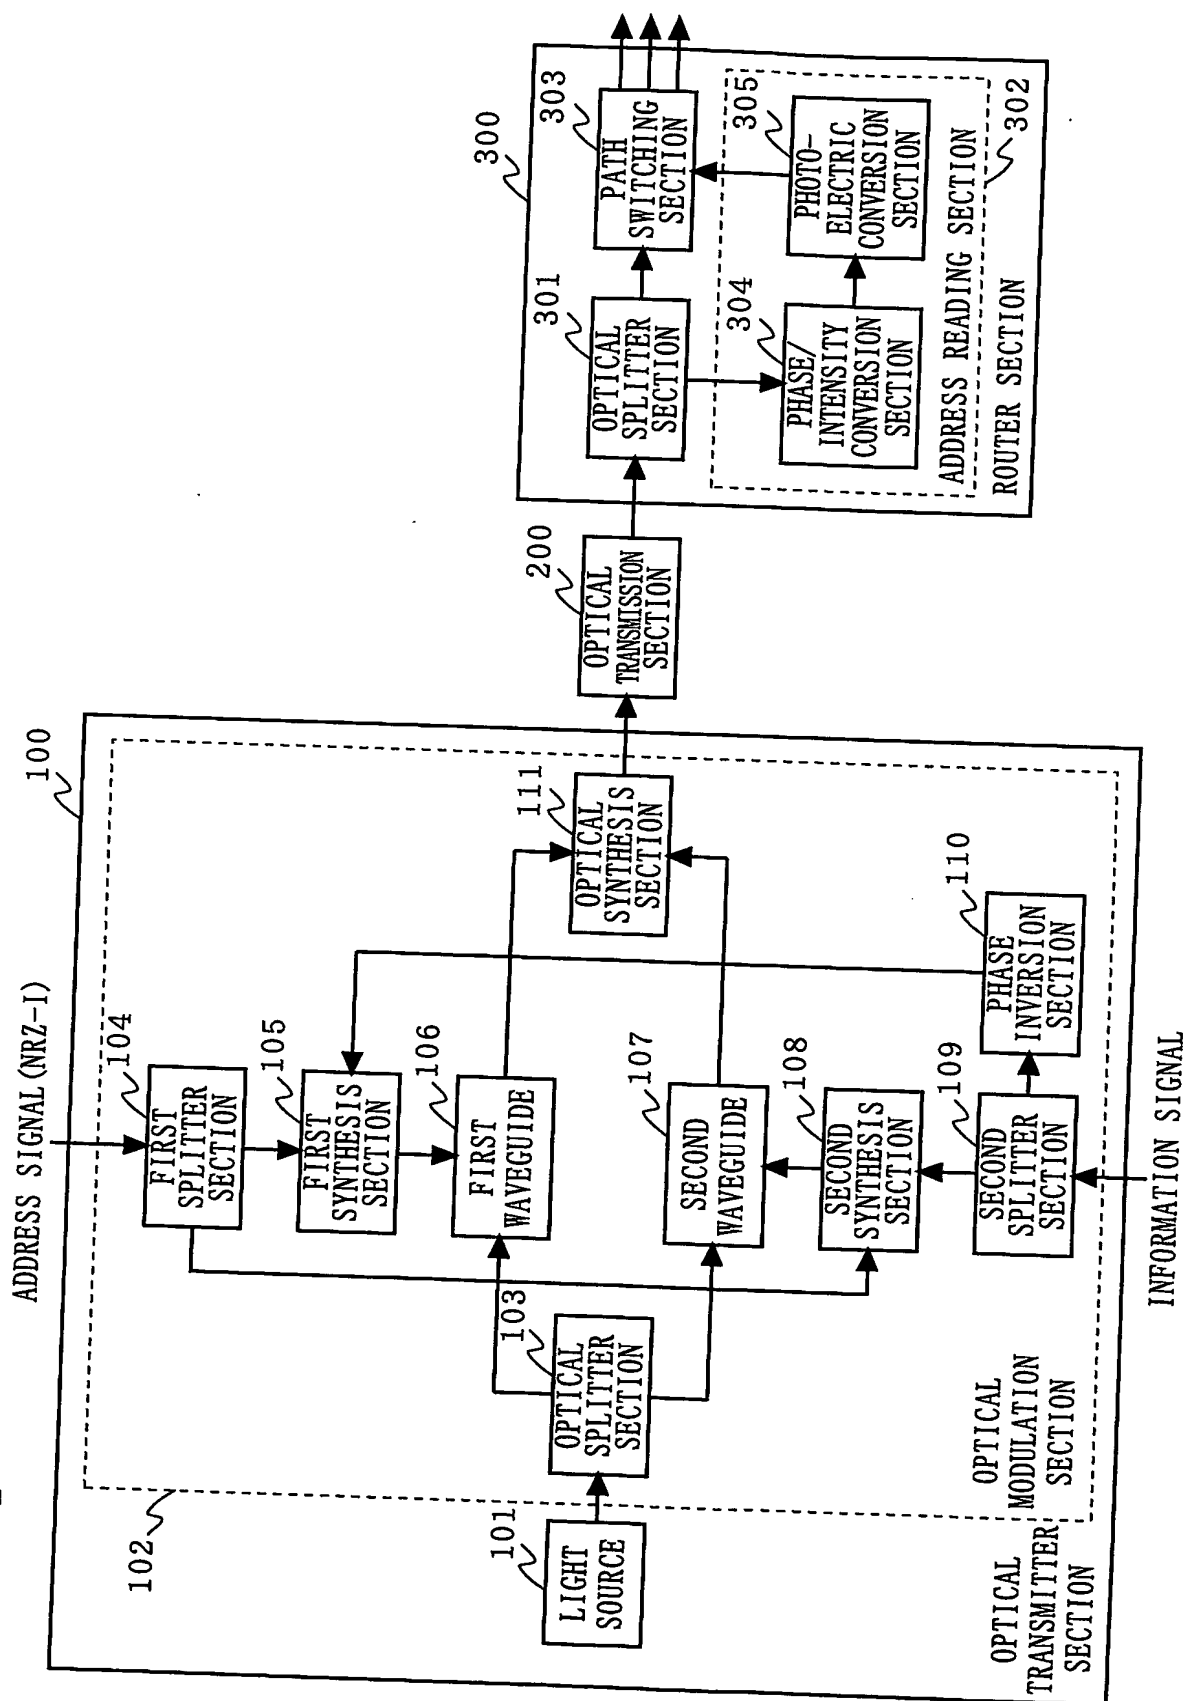 ADDRESS SIGNAL(NRZ-I)
100
102
104
FIRST
SPLITTER
SECTION
105
FIRST
SYNTHESIS
SECTION
106
FIRST
WAVEGUIDE
101
LIGHT
SOURCE
103
OPTICAL
SPLITTER
SECTION
111
OPTICAL
SYNTHESIS
SECTION
107
SECOND
WAVEGUIDE
108
SECOND
SYNTHESIS
SECTION
109
SECOND
SPLITTER
SECTION
110
PHASE
INVERSION
SECTION
OPTICAL
MODULATION
SECTION
OPTICAL
TRANSMITTER
SECTION
INFORMATION SIGNAL
200
OPTICAL
TRANSMISSION
SECTION
300
301
OPTICAL
SPLITTER
SECTION
303
PATH
SWITCHING
SECTION
304
PHASE/
INTENSITY
CONVERSION
SECTION
305
PHOTO-
ELECTRIC
CONVERSION
SECTION
ADDRESS READING SECTION
302
ROUTER SECTION